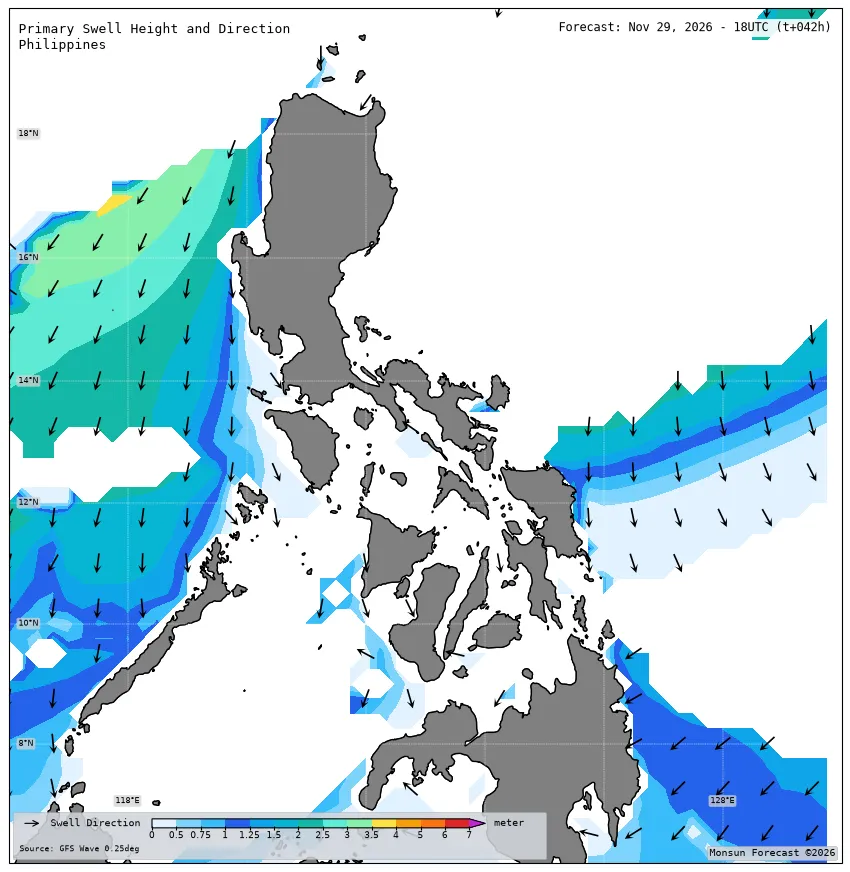 Primary Swell Height and Direction
Philippines
Forecast: Nov 29, 2026 - 18UTC (t+042h)
18°N
16°N
14°N
12°N
10°N
8°N
118°E
128°E
Swell Direction
0 0.5 0.75 1 1.25 1.5 2 2.5 3 3.5 4 5 6 7
meter
Source: GFS Wave 0.25deg
Monsun Forecast ©2026